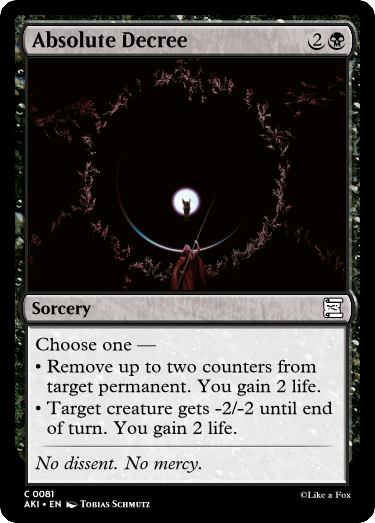 Absolute Decree 2
Sorcery
Choose one —
• Remove up to two counters from
target permanent. You gain 2 life.
• Target creature gets -2/-2 until end
of turn. You gain 2 life.
No dissent. No mercy.
C 0081
AKI • EN Tobias Schmutz
©Like a Fox